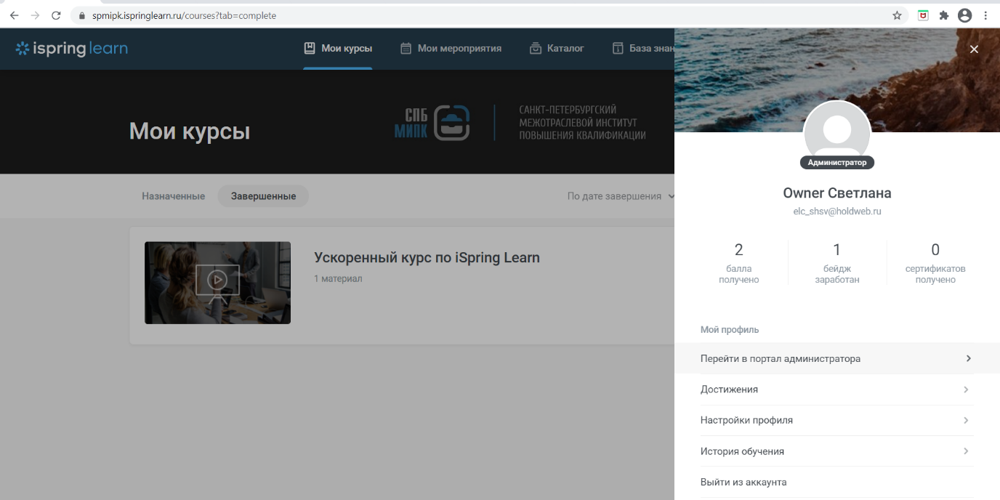 spmipk.ispringlearn.ru/courses?tab=complete
ispring learn
Мои курсы
Мои мероприятия
Каталог
База знан
Мои курсы
СПБ
МИПК
САНКТ-ПЕТЕРБУРГСКИЙ
МЕЖОТРАСЛЕВОЙ ИНСТИТУТ
ПОВЫШЕНИЯ КВАЛИФИКАЦИИ
Назначенные
Завершенные
По дате завершения
Ускоренный курс по iSpring Learn
1 материал
Администратор
Owner Светлана
elc_shsv@holdweb.ru
2
балла
получено
1
бейдж
заработан
0
сертификатов
получено
Мой профиль
Перейти в портал администратора
Достижения
Настройки профиля
История обучения
Выйти из аккаунта